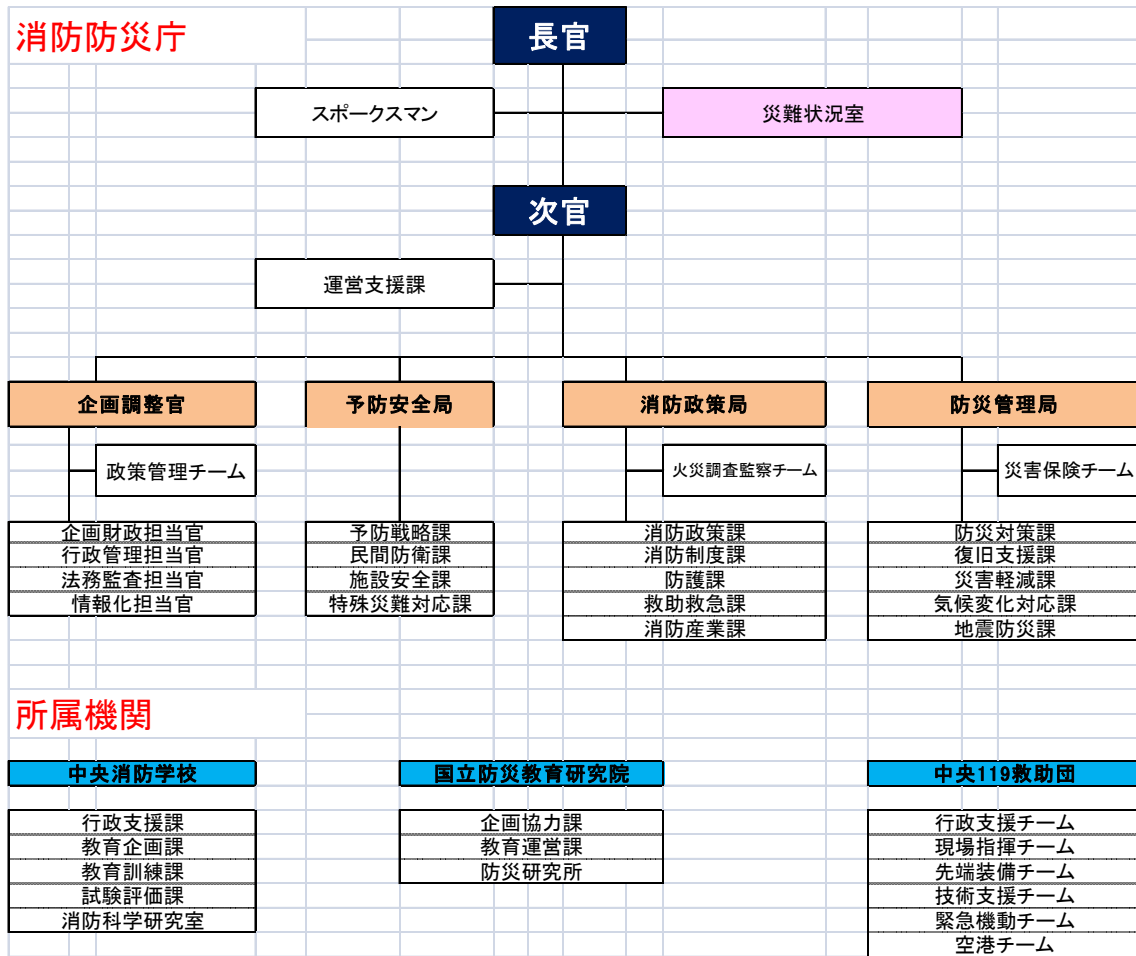 消防防災庁
長官
スポークスマン
災難状況室
次官
運営支援課
企画調整官
予防安全局
消防政策局
防災管理局
政策管理チーム
火災調査監察チーム
災害保険チーム
企画財政担当官
行政管理担当官
法務監査担当官
情報化担当官
予防戦略課
民間防衛課
施設安全課
特殊災難対応課
消防政策課
消防制度課
防護課
救助救急課
消防産業課
防災対策課
復旧支援課
災害軽減課
気候変化対応課
地震防災課
所属機関
中央消防学校
国立防災教育研究院
中央119救助団
行政支援課
教育企画課
教育訓練課
試験評価課
消防科学研究室
企画協力課
教育運営課
防災研究所
行政支援チーム
現場指揮チーム
先端装備チーム
技術支援チーム
緊急機動チーム
空港チーム